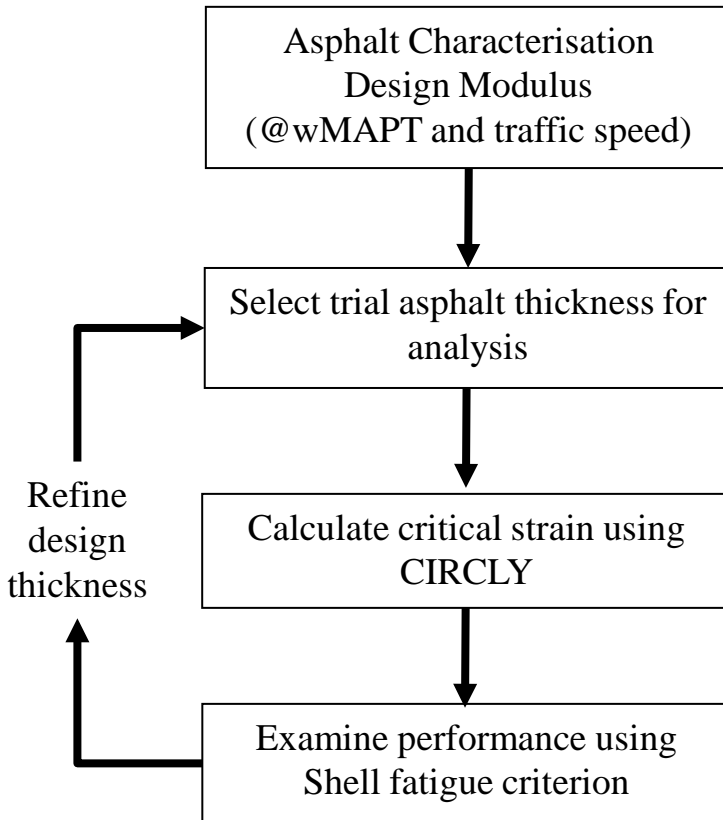 Asphalt Characterisation
Design Modulus
(@wMAPT and traffic speed)
Select trial asphalt thickness for
analysis
Refine
design
thickness
Calculate critical strain using
CIRCLY
Examine performance using
Shell fatigue criterion